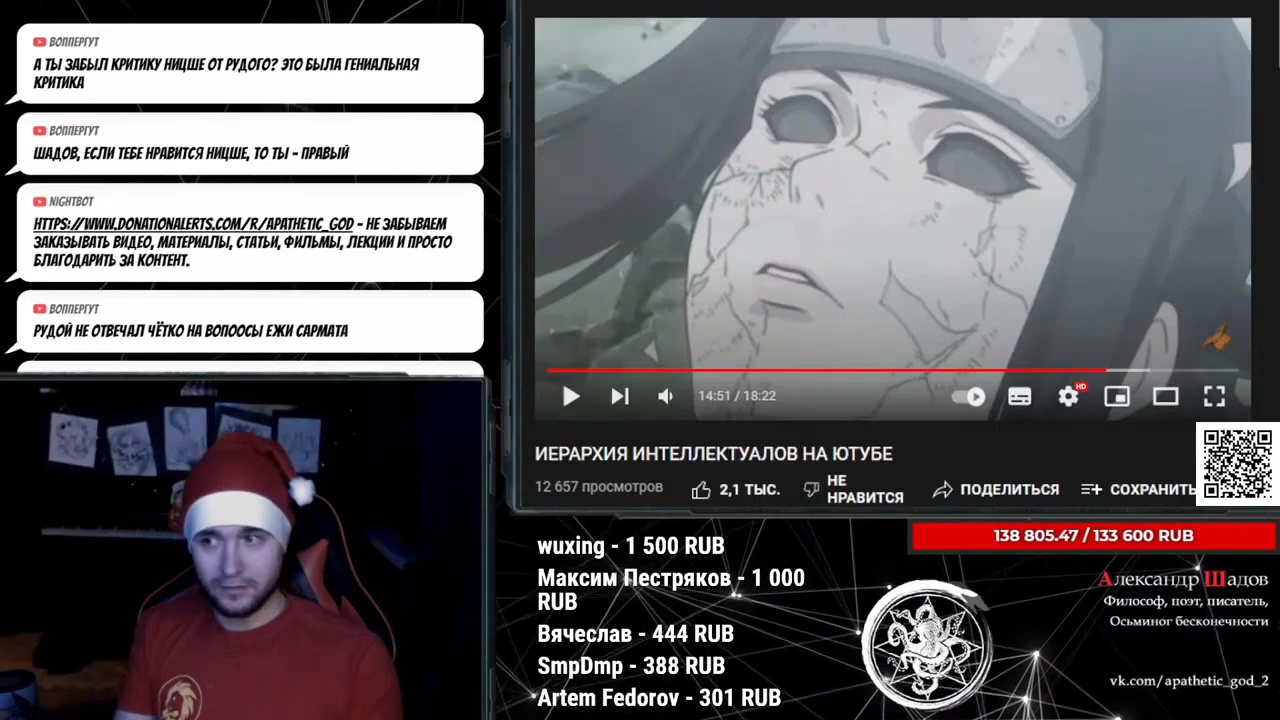 ВОППЕРГУТ
А ТЫ ЗАБЫЛ КРИТИКУ НИЦШЕ ОТ РУДОГО? ЭТО БЫЛА ГЕНИАЛЬНАЯ
КРИТИКА
ВОППЕРГУТ
ШАДОВ, ЕСЛИ ТЕБЕ НРАВИТСЯ НИЦШЕ, ТО ТЫ - ПРАВЫЙ
NIGHTBOT
HTTPS://WWW.DONATIONALERTS.COM/R/APATHETIC_GOD - НЕ ЗАБЫВАЕМ
ЗАКАЗЫВАТЬ ВИДЕО, МАТЕРИАЛЫ, СТАТЬИ, ФИЛЬМЫ, ЛЕКЦИИ И ПРОСТО
БЛАГОДАРИТЬ ЗА КОНТЕНТ.
ВОППЕРГУТ
РУДОЙ НЕ ОТВЕЧАЛ ЧЁТКО НА ВОПООСЫ ЕЖИ САРМАТА
14:51 / 18:22
HD
ИЕРАРХИЯ ИНТЕЛЛЕКТУАЛОВ НА ЮТУБЕ
12 657 просмотров
2,1 ТЫС.
НЕ
НРАВИТСЯ
ПОДЕЛИТЬСЯ
СОХРАНИТЬ
138 805.47 / 133 600 RUB
wuxing - 1 500 RUB
Максим Пестряков - 1 000
RUB
Вячеслав - 444 RUB
SmpDmp - 388 RUB
Artem Fedorov - 301 RUB
Александр Шадов
Философ, поэт, писатель,
Осьминог бесконечности
vk.com/apathetic_god_2